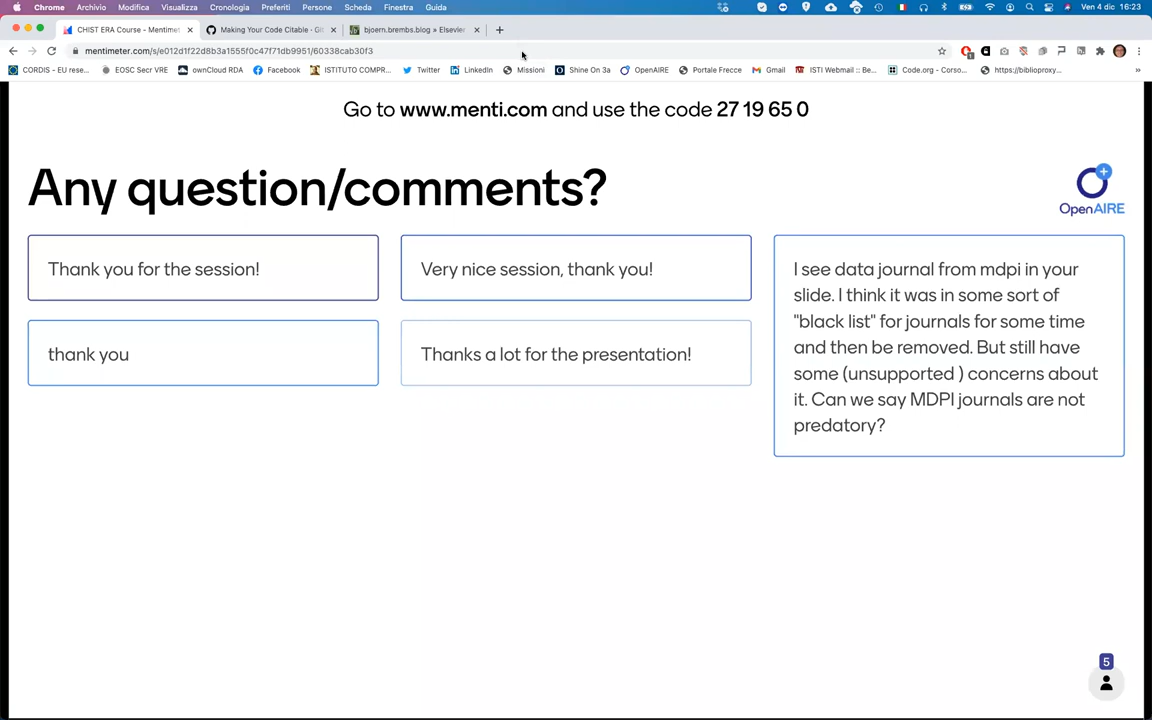 Chrome Archivio Modifica Visualizza Cronologia Preferiti Persone Scheda Finestra Guida Ven 4 dic 16:23
CHIST ERA Course - Mentimet Making Your Code Citable · Git bjoern.brembs.blog » Elsevier
mentimeter.com/s/e012d1f22d8b3a1555f0c47f71db9951/60338cab30f3
CORDIS - EU rese... EOSC Secr VRE ownCloud RDA Facebook ISTITUTO COMPR... Twitter LinkedIn Missioni Shine On 3a OpenAIRE Portale Frecce Gmail ISTI Webmail :: Be... Code.org - Corso... https://biblioproxy... »
Go to www.menti.com and use the code 27 19 65 0
Any question/comments?
OpenAIRE
Thank you for the session!
Very nice session, thank you!
thank you
Thanks a lot for the presentation!
I see data journal from mdpi in your
slide. I think it was in some sort of
"black list" for journals for some time
and then be removed. But still have
some (unsupported ) concerns about
it. Can we say MDPI journals are not
predatory?
5